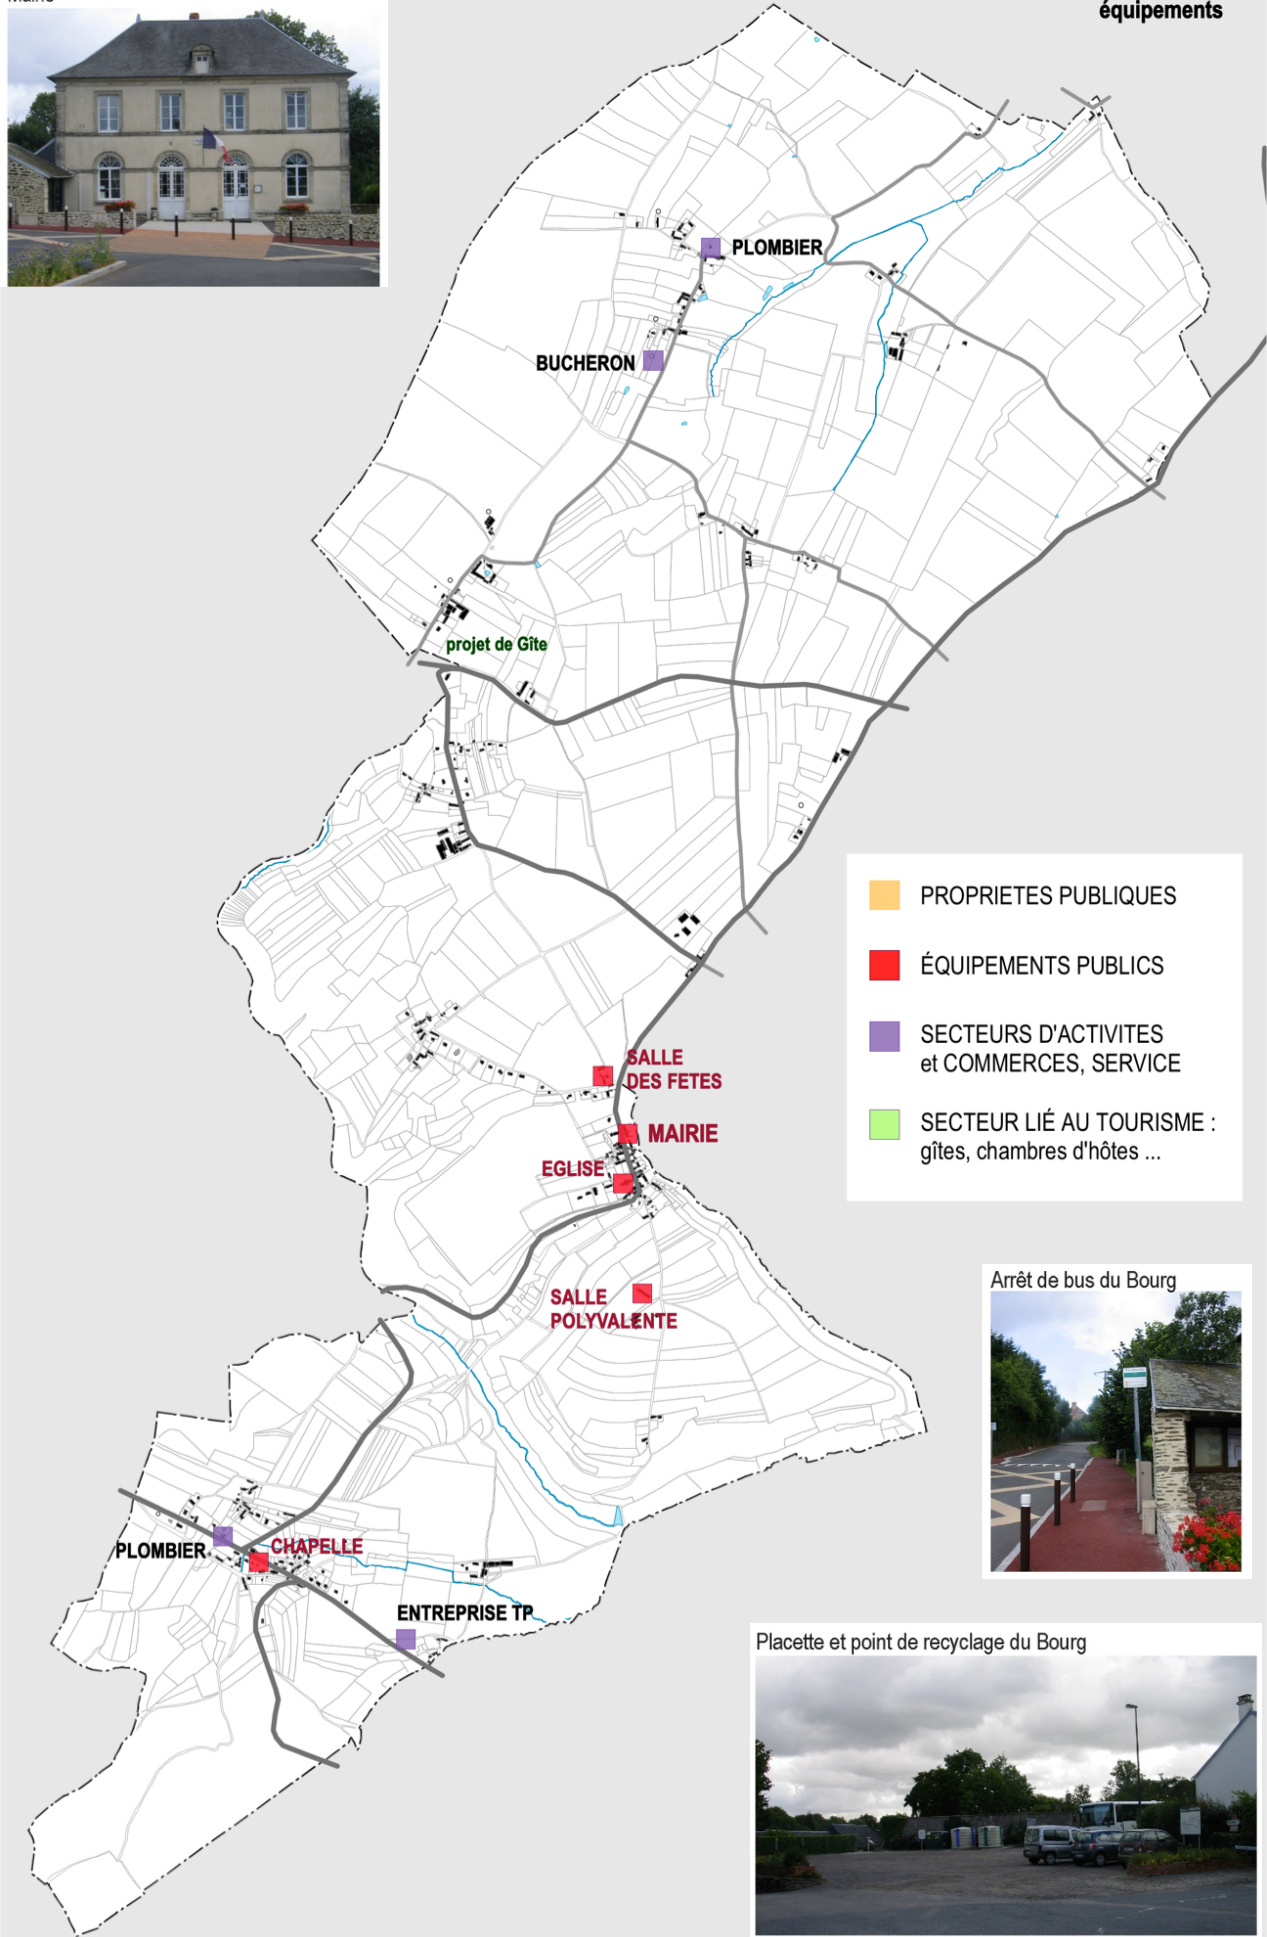 Mairie
équipements
PLOMBIER
BUCHERON
projet de Gîte
PROPRIETES PUBLIQUES
ÉQUIPEMENTS PUBLICS
SECTEURS D'ACTIVITES
et COMMERCES, SERVICE
SECTEUR LIÉ AU TOURISME :
gîtes, chambres d'hôtes ...
SALLE
DES FETES
MAIRIE
EGLISE
SALLE
POLYVALENTE
Arrêt de bus du Bourg
PLOMBIER
CHAPELLE
ENTREPRISE TP
Placette et point de recyclage du Bourg